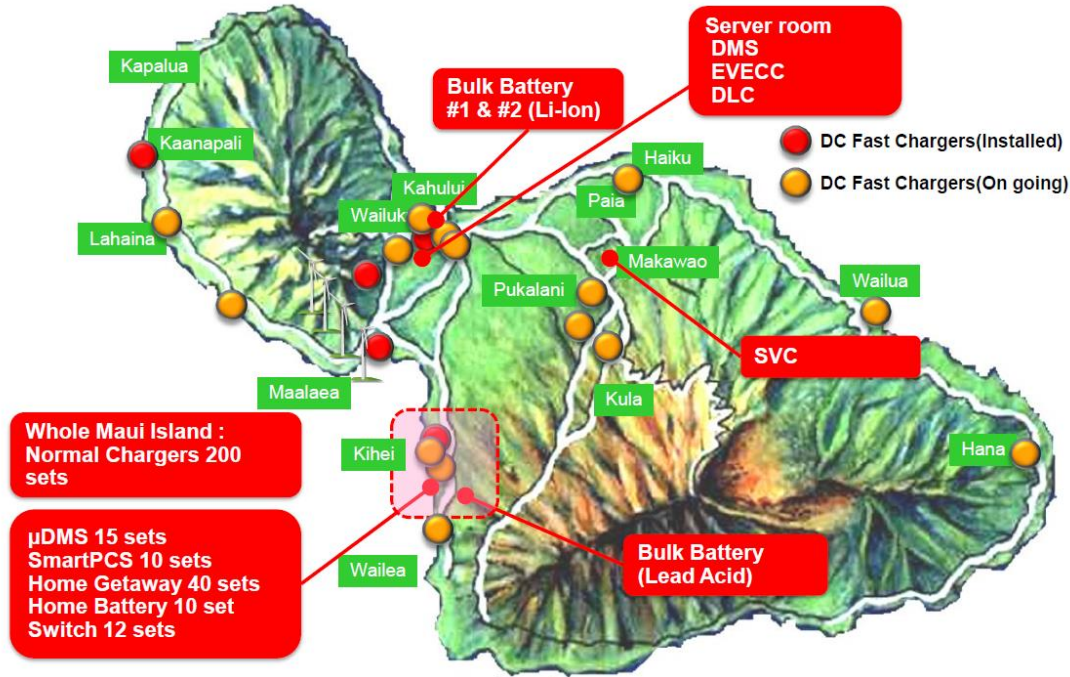 Server room
DMS
EVECC
DLC
Kapalua
Bulk Battery
#1 & #2 (Li-Ion)
DC Fast Chargers(Installed)
DC Fast Chargers(On going)
Kaanapali
Haiku
Kahului
Paia
Wailuk
Lahaina
Makawao
Pukalani
Wailua
SVC
Maalaea
Kula
Whole Maui Island :
Normal Chargers 200
sets
Kihei
Hana
µDMS 15 sets
SmartPCS 10 sets
Home Getaway 40 sets
Home Battery 10 set
Switch 12 sets
Wailea
Bulk Battery
(Lead Acid)